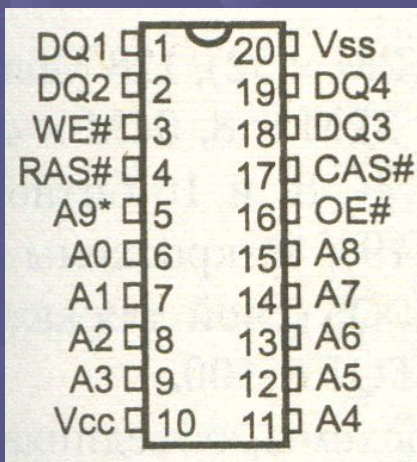 DQ1 1 20 Vss
DQ2 2 19 DQ4
WE# 3 18 DQ3
RAS# 4 17 CAS#
A9* 5 16 OE#
A0 6 15 A8
A1 7 14 A7
A2 8 13 A6
A3 9 12 A5
Vcc 10 11 A4